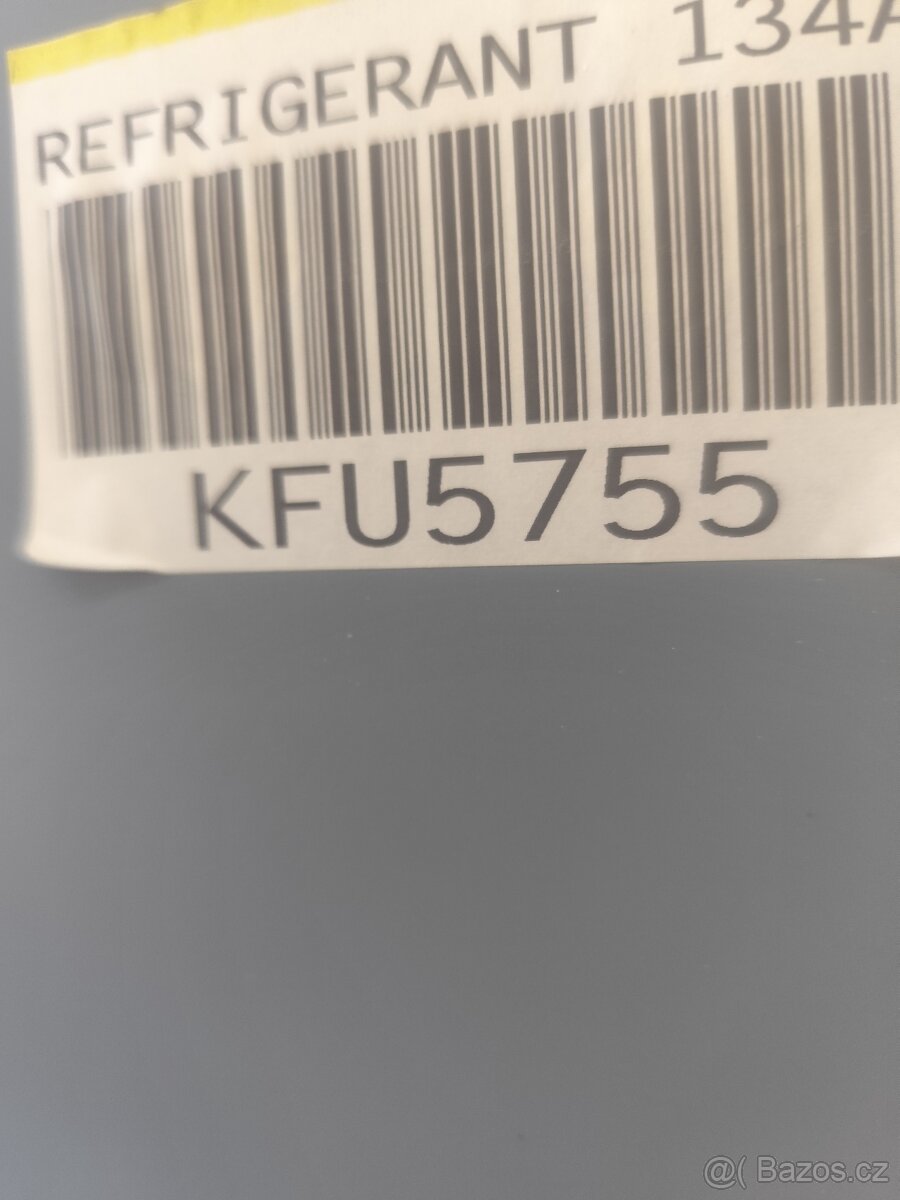 REFRIGERANT 134A
KFU5755
@( Bazos.cz